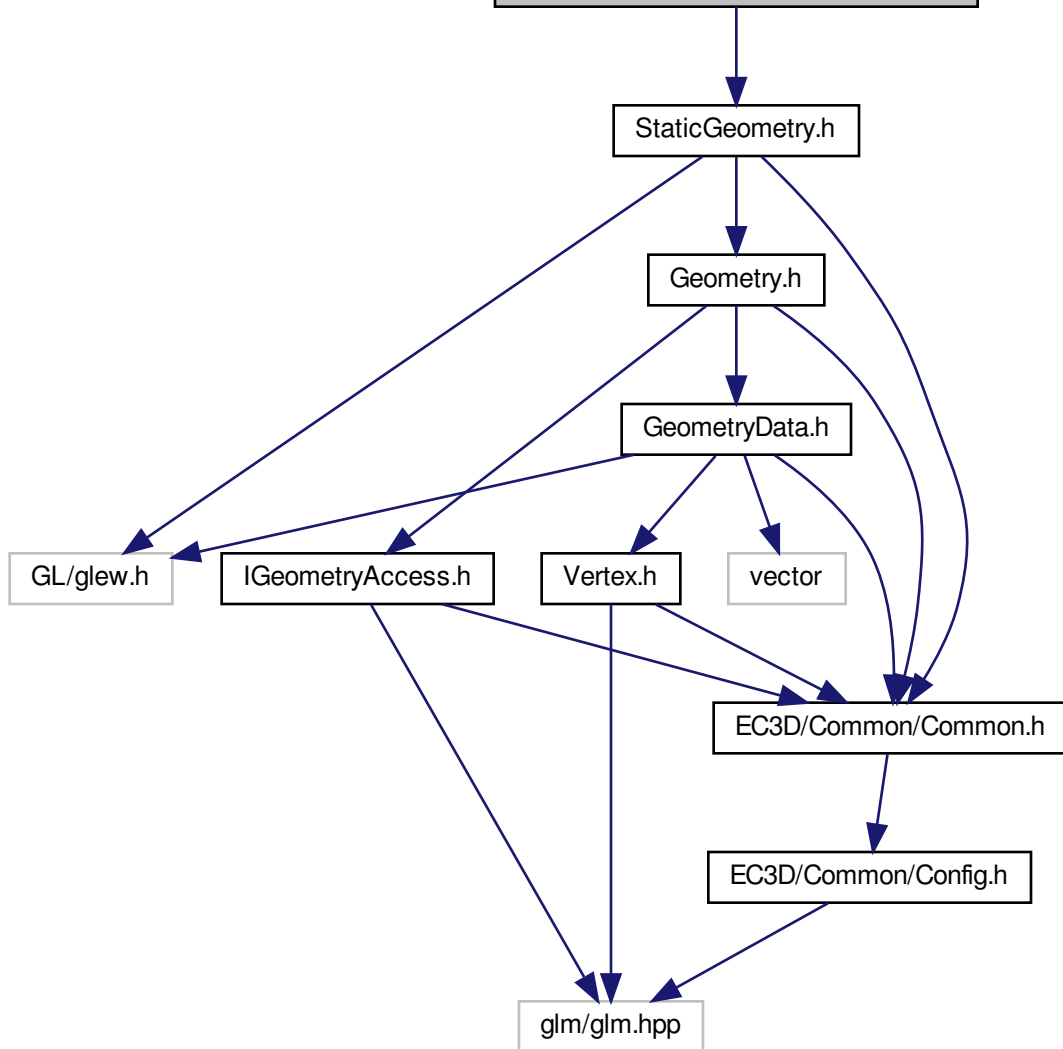 StaticGeometry.h
Geometry.h
GeometryData.h
GL/glew.h
IGeometryAccess.h
Vertex.h
vector
EC3D/Common/Common.h
EC3D/Common/Config.h
glm/glm.hpp